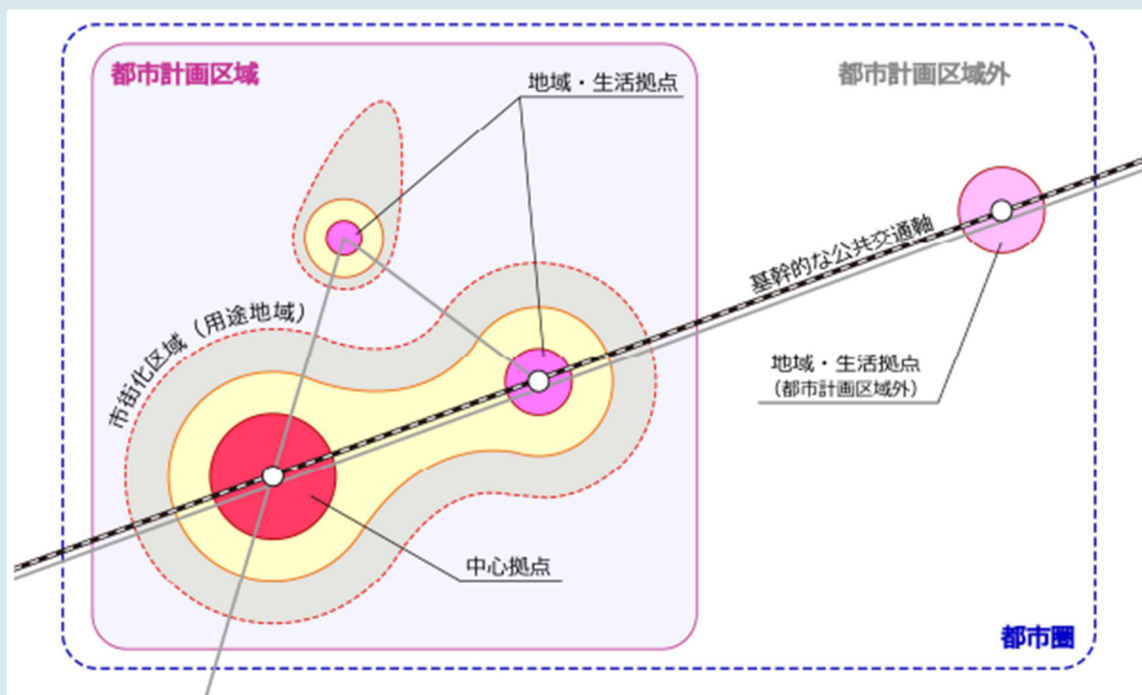 都市計画区域
地域・生活拠点
都市計画区域外
市街化区域（用途地域）
基幹的な公共交通軸
地域・生活拠点
（都市計画区域外）
中心拠点
都市圏